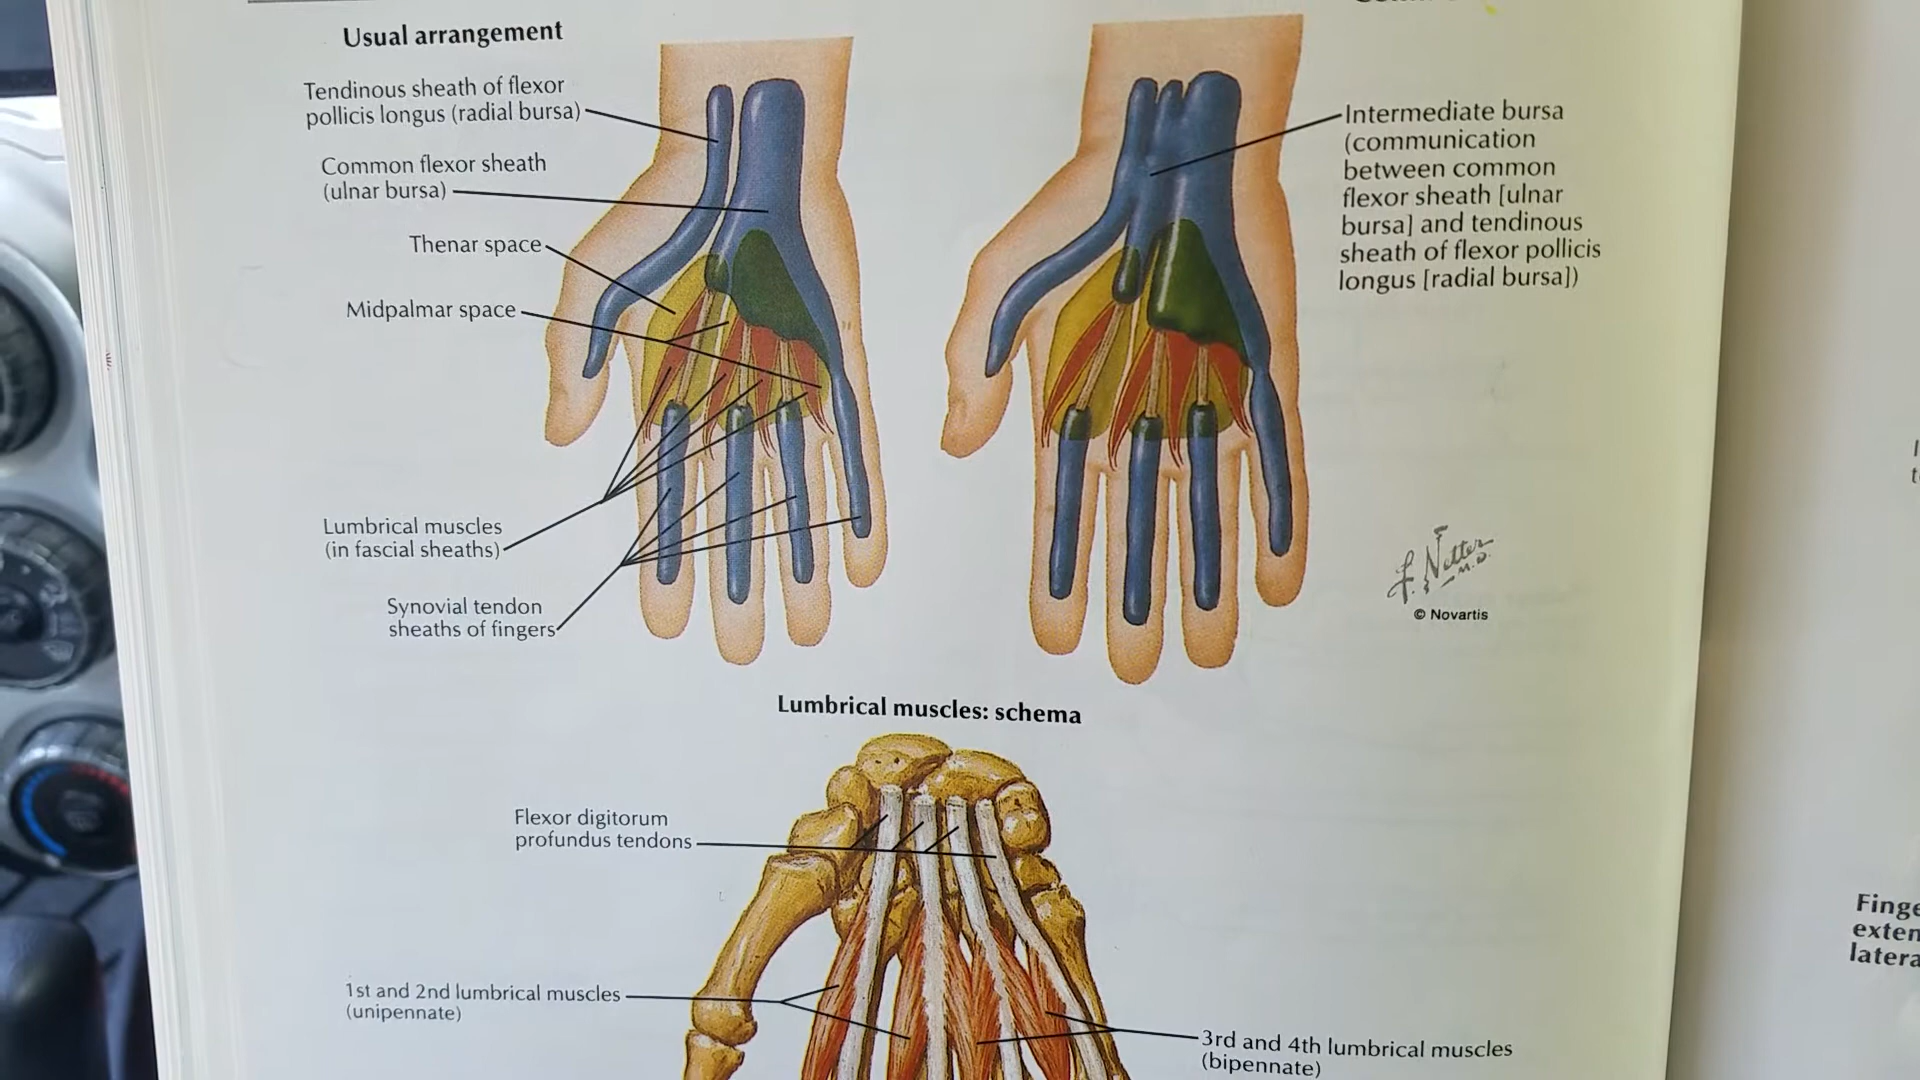 Usual arrangement
Tendinous sheath of flexor
pollicis longus (radial bursa)
Common flexor sheath
(ulnar bursa)
Thenar space
Midpalmar space
Lumbrical muscles
(in fascial sheaths)
Synovial tendon
sheaths of fingers
Intermediate bursa
(communication
between common
flexor sheath [ulnar
bursa] and tendinous
sheath of flexor pollicis
longus [radial bursa])
F. Netter
M.D.
© Novartis
Lumbrical muscles: schema
Flexor digitorum
profundus tendons
1st and 2nd lumbrical muscles
(unipennate)
3rd and 4th lumbrical muscles
(bipennate)